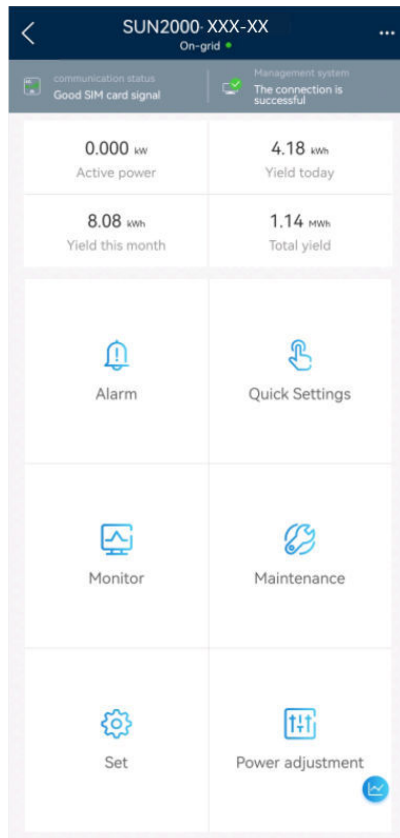 SUN2000-XXX-XX
On-grid
communication status
Good SIM card signal
Management system
The connection is
successful
0.000 kW
Active power
4.18 kWh
Yield today
8.08 kWh
Yield this month
1.14 MWh
Total yield
Alarm
Quick Settings
Monitor
Maintenance
Set
Power adjustment